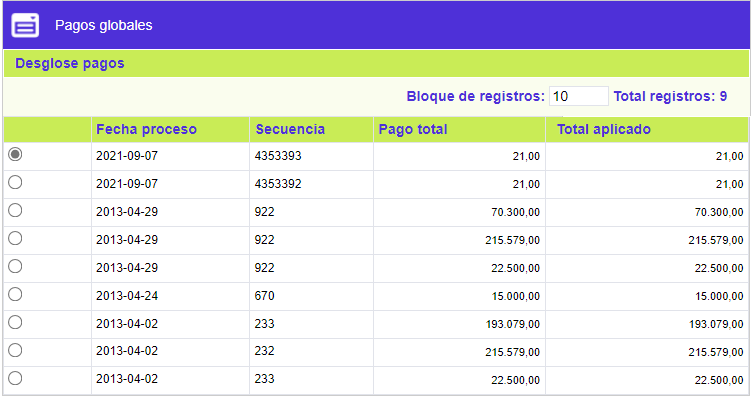 Pagos globales
Desglose pagos
Bloque de registros: 10 Total registros: 9
Fecha proceso Secuencia Pago total Total aplicado
2021-09-07 4353393 21,00 21,00
2021-09-07 4353392 21,00 21,00
2013-04-29 922 70.300,00 70.300,00
2013-04-29 922 215.579,00 215.579,00
2013-04-29 922 22.500,00 22.500,00
2013-04-24 670 15.000,00 15.000,00
2013-04-02 233 193.079,00 193.079,00
2013-04-02 232 215.579,00 215.579,00
2013-04-02 233 22.500,00 22.500,00